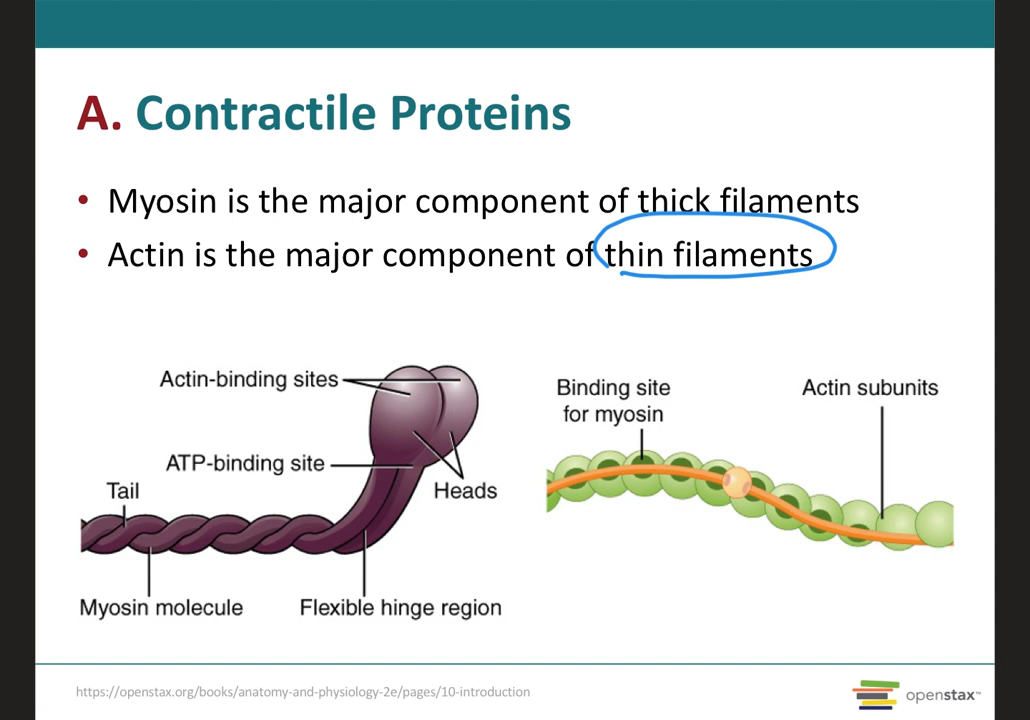 A. Contractile Proteins
• Myosin is the major component of thick filaments
• Actin is the major component of thin filaments
Actin-binding sites
ATP-binding site
Tail
Heads
Myosin molecule
Flexible hinge region
Binding site
for myosin
Actin subunits
https://openstax.org/books/anatomy-and-physiology-2e/pages/10-introduction
openstax™